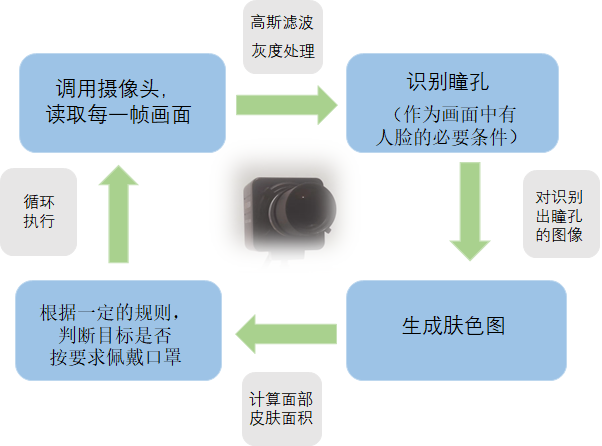 高斯滤波
灰度处理
调用摄像头，
读取每一帧画面
识别瞳孔
（作为画面中有
人脸的必要条件）
对识别
出瞳孔
的图像
生成肤色图
计算面部
皮肤面积
根据一定的规则，
判断目标是否
按要求佩戴口罩
循环
执行